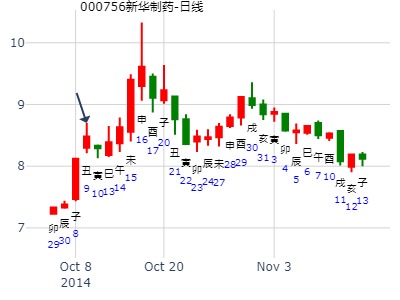 000756新华制药-日线
10
9
8
7
卯
29
辰
30
子
8
丑
9
寅
10
巳
13
午
14
未
15
申
16
酉
17
子
20
丑
21
寅
22
卯
23
辰
24
未
27
申
28
酉
29
戌
30
亥
31
寅
3
卯
4
辰
5
巳
6
午
7
酉
10
戌
11
亥
12
子
13
Oct 8
2014
Oct 20
Nov 3